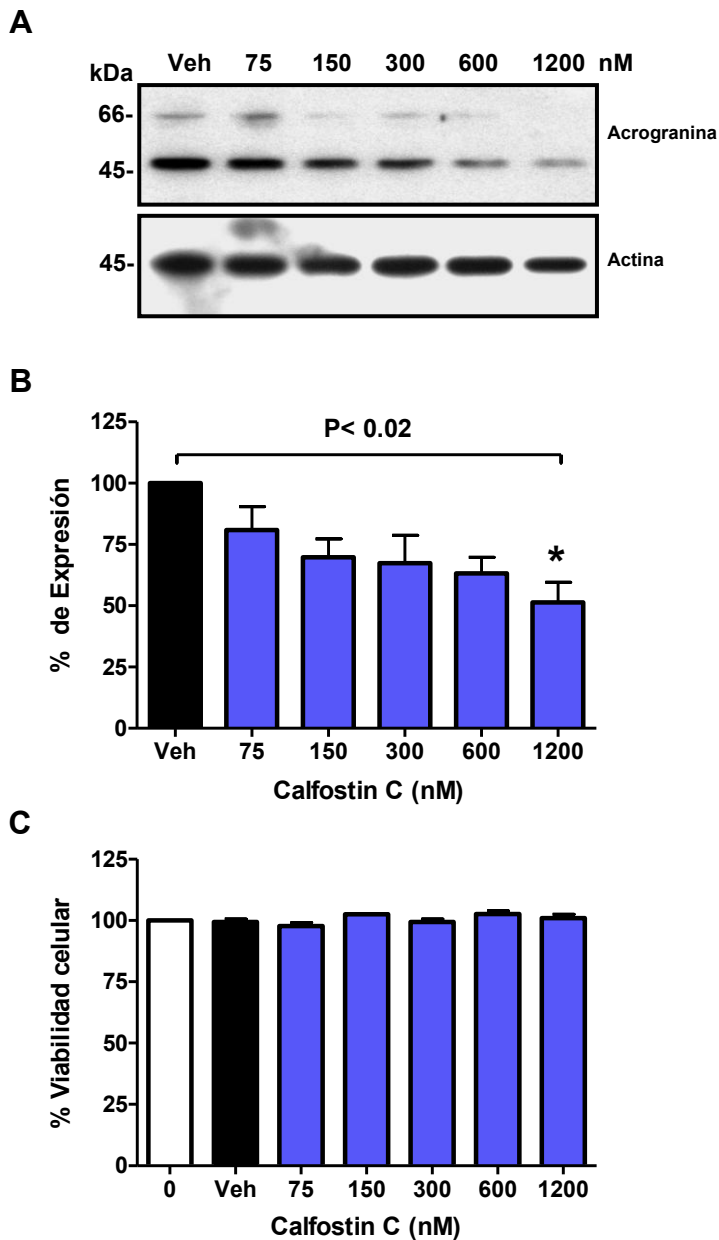 A
kDa Veh 75 150 300 600 1200 nM
66-
Acrogranina
45-
45-
Actina
B
% de Expresión
125
100
75
50
25
0
P< 0.02
*
Veh 75 150 300 600 1200
Calfostin C (nM)
C
% Viabilidad celular
125
100
75
50
25
0
0 Veh 75 150 300 600 1200
Calfostin C (nM)